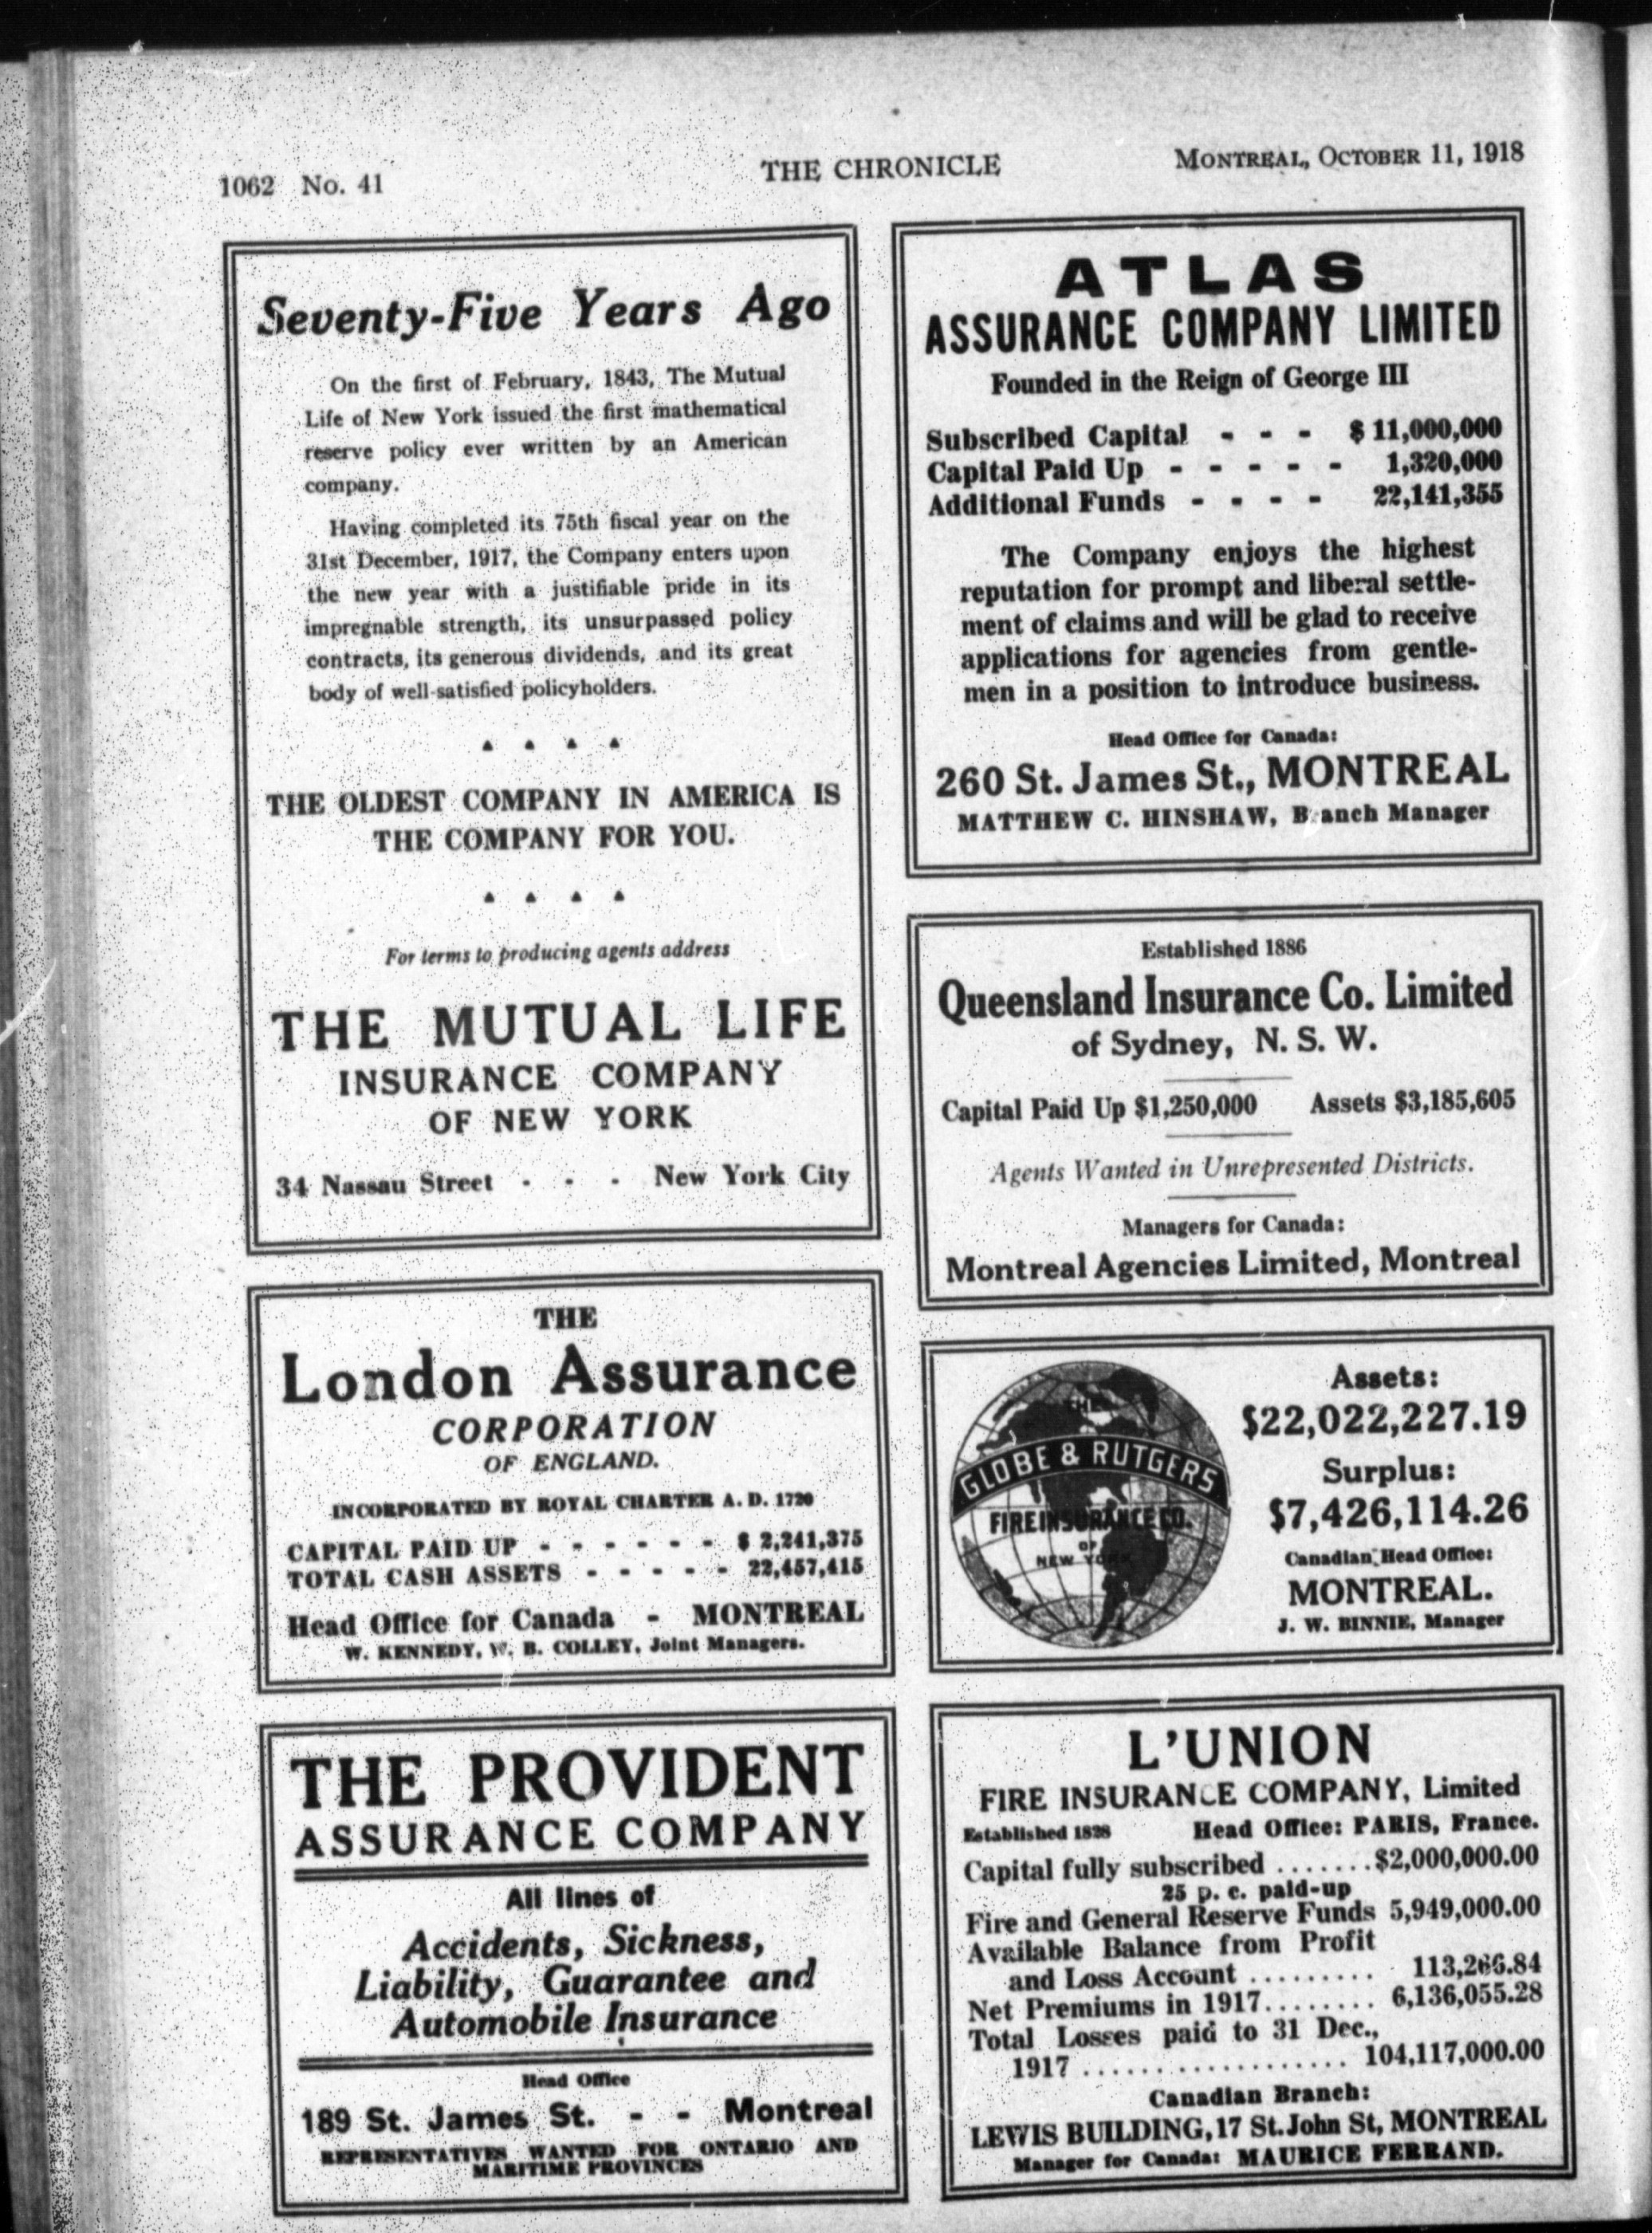 1062 No. 41
THE CHRONICLE
MONTREAL, OCTOBER 11, 1918
Seventy-Five Years Ago
On the first of February, 1843, The Mutual
Life of New York issued the first mathematical
reserve policy ever written by an American
company.
Having completed its 75th fiscal year on the
31st December, 1917, the Company enters upon
the new year with a justifiable pride in its
impregnable strength, its unsurpassed policy
contracts, its generous dividends, and its great
body of well-satisfied policyholders.
THE OLDEST COMPANY IN AMERICA IS
THE COMPANY FOR YOU.
For terms to producing agents address
THE MUTUAL LIFE
INSURANCE COMPANY
OF NEW YORK
34 Nassau Street - - - New York City
THE
London Assurance
CORPORATION
OF ENGLAND.
INCORPORATED BY ROYAL CHARTER A. D. 1720
CAPITAL PAID UP - - - - - - $ 2,241,375
TOTAL CASH ASSETS - - - - - 22,457,415
Head Office for Canada - MONTREAL
W. KENNEDY, W. B. COLLEY, Joint Managers.
THE PROVIDENT
ASSURANCE COMPANY
All lines of
Accidents, Sickness,
Liability, Guarantee and
Automobile Insurance
Head Office
189 St. James St. - - Montreal
REPRESENTATIVES WANTED FOR ONTARIO AND
MARITIME PROVINCES
ATLAS
ASSURANCE COMPANY LIMITED
Founded in the Reign of George III
Subscribed Capital - - - $ 11,000,000
Capital Paid Up - - - - - 1,320,000
Additional Funds - - - - 22,141,355
The Company enjoys the highest
reputation for prompt and liberal settle-
ment of claims and will be glad to receive
applications for agencies from gentle-
men in a position to introduce business.
Head Office for Canada:
260 St. James St., MONTREAL
MATTHEW C. HINSHAW, Branch Manager
Established 1886
Queensland Insurance Co. Limited
of Sydney, N. S. W.
Capital Paid Up $1,250,000 Assets $3,185,605
Agents Wanted in Unrepresented Districts.
Managers for Canada:
Montreal Agencies Limited, Montreal
THE
GLOBE & RUTGERS
FIRE INSURANCE CO.
OF
NEW YORK
Assets:
$22,022,227.19
Surplus:
$7,426,114.26
Canadian Head Office:
MONTREAL.
J. W. BINNIE, Manager
L'UNION
FIRE INSURANCE COMPANY, Limited
Established 1828 Head Office: PARIS, France.
Capital fully subscribed .......$2,000,000.00
25 p. c. paid-up
Fire and General Reserve Funds 5,949,000.00
Available Balance from Profit
and Loss Account ......... 113,266.84
Net Premiums in 1917........ 6,136,055.28
Total Losses paid to 31 Dec.,
1917 ................... 104,117,000.00
Canadian Branch:
LEWIS BUILDING, 17 St. John St, MONTREAL
Manager for Canada: MAURICE FERRAND.